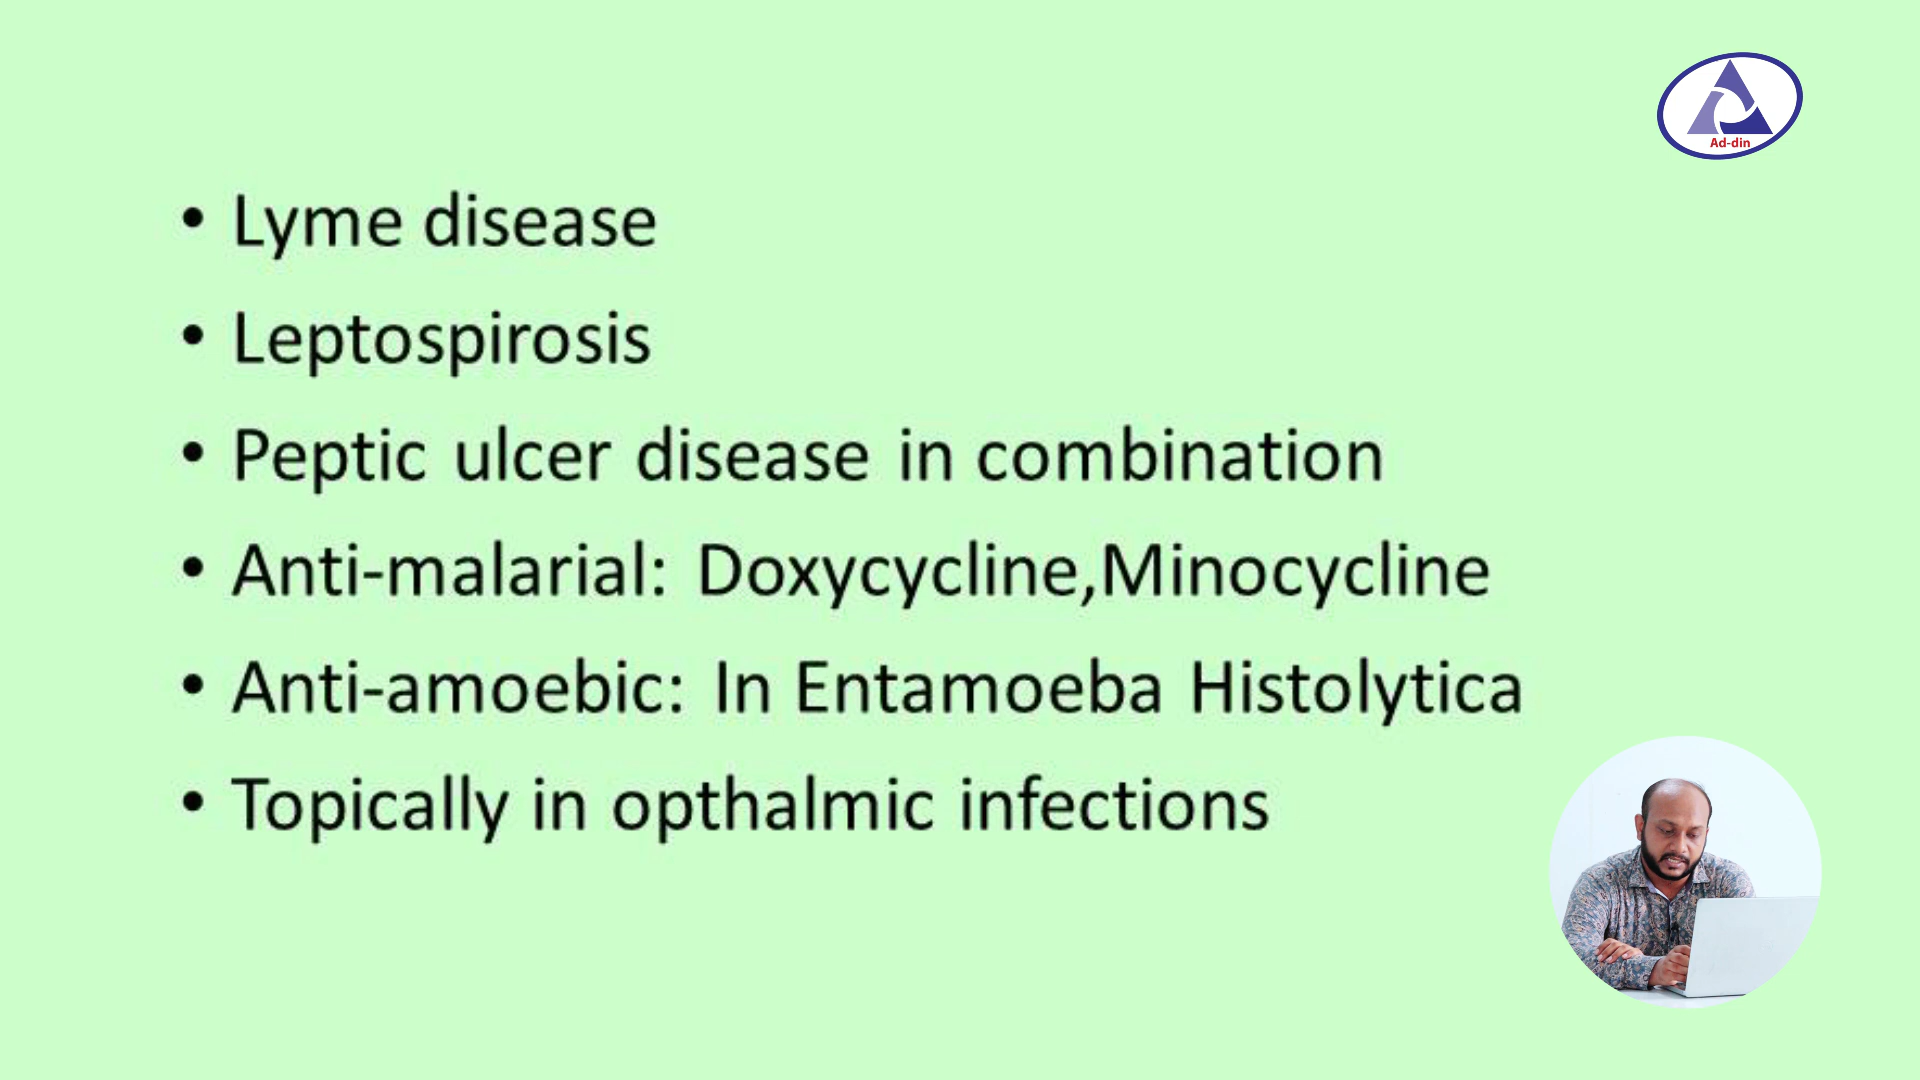 Ad-din
• Lyme disease
• Leptospirosis
• Peptic ulcer disease in combination
• Anti-malarial: Doxycycline,Minocycline
• Anti-amoebic: In Entamoeba Histolytica
• Topically in opthalmic infections